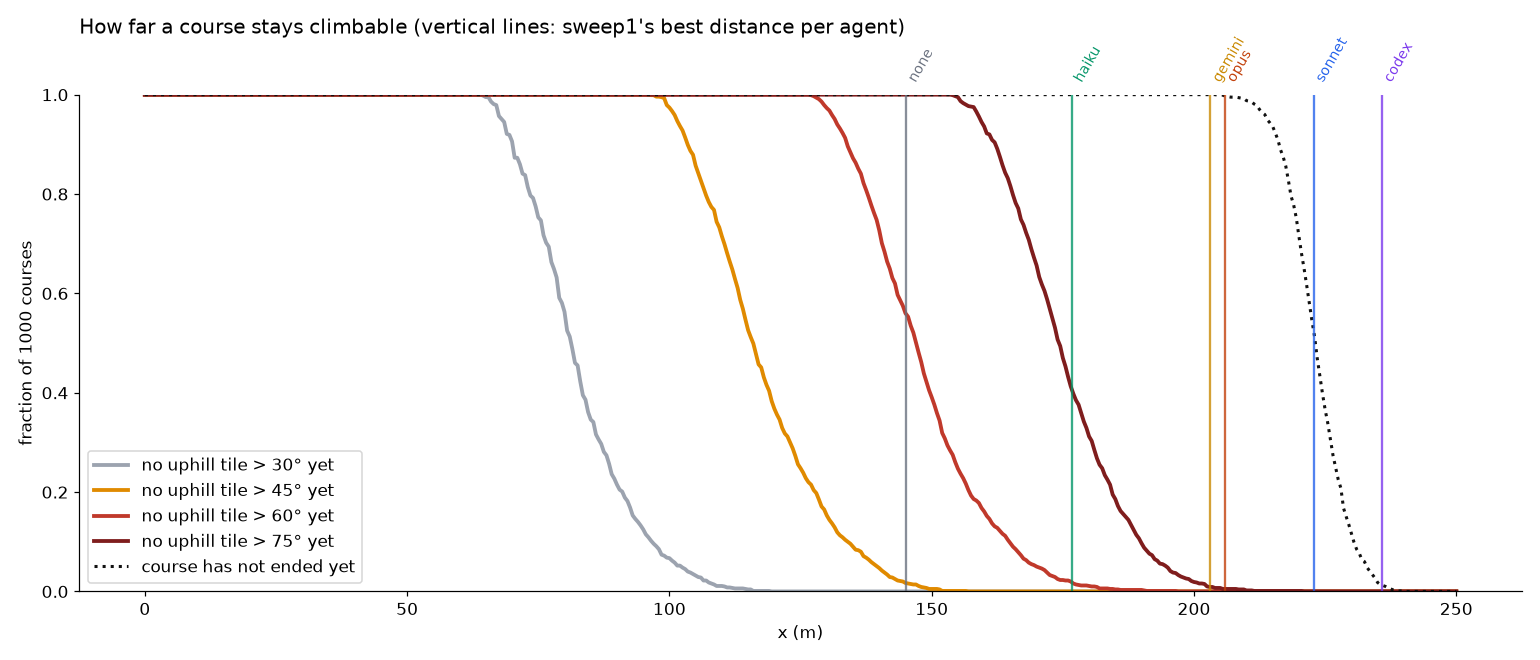 How far a course stays climbable (vertical lines: sweep1's best distance per agent)
none
haiku
gemini
opus
sonnet
codex
1.0
0.8
0.6
0.4
0.2
0.0
fraction of 1000 courses
no uphill tile > 30° yet
no uphill tile > 45° yet
no uphill tile > 60° yet
no uphill tile > 75° yet
course has not ended yet
0
50
100
150
200
250
x (m)